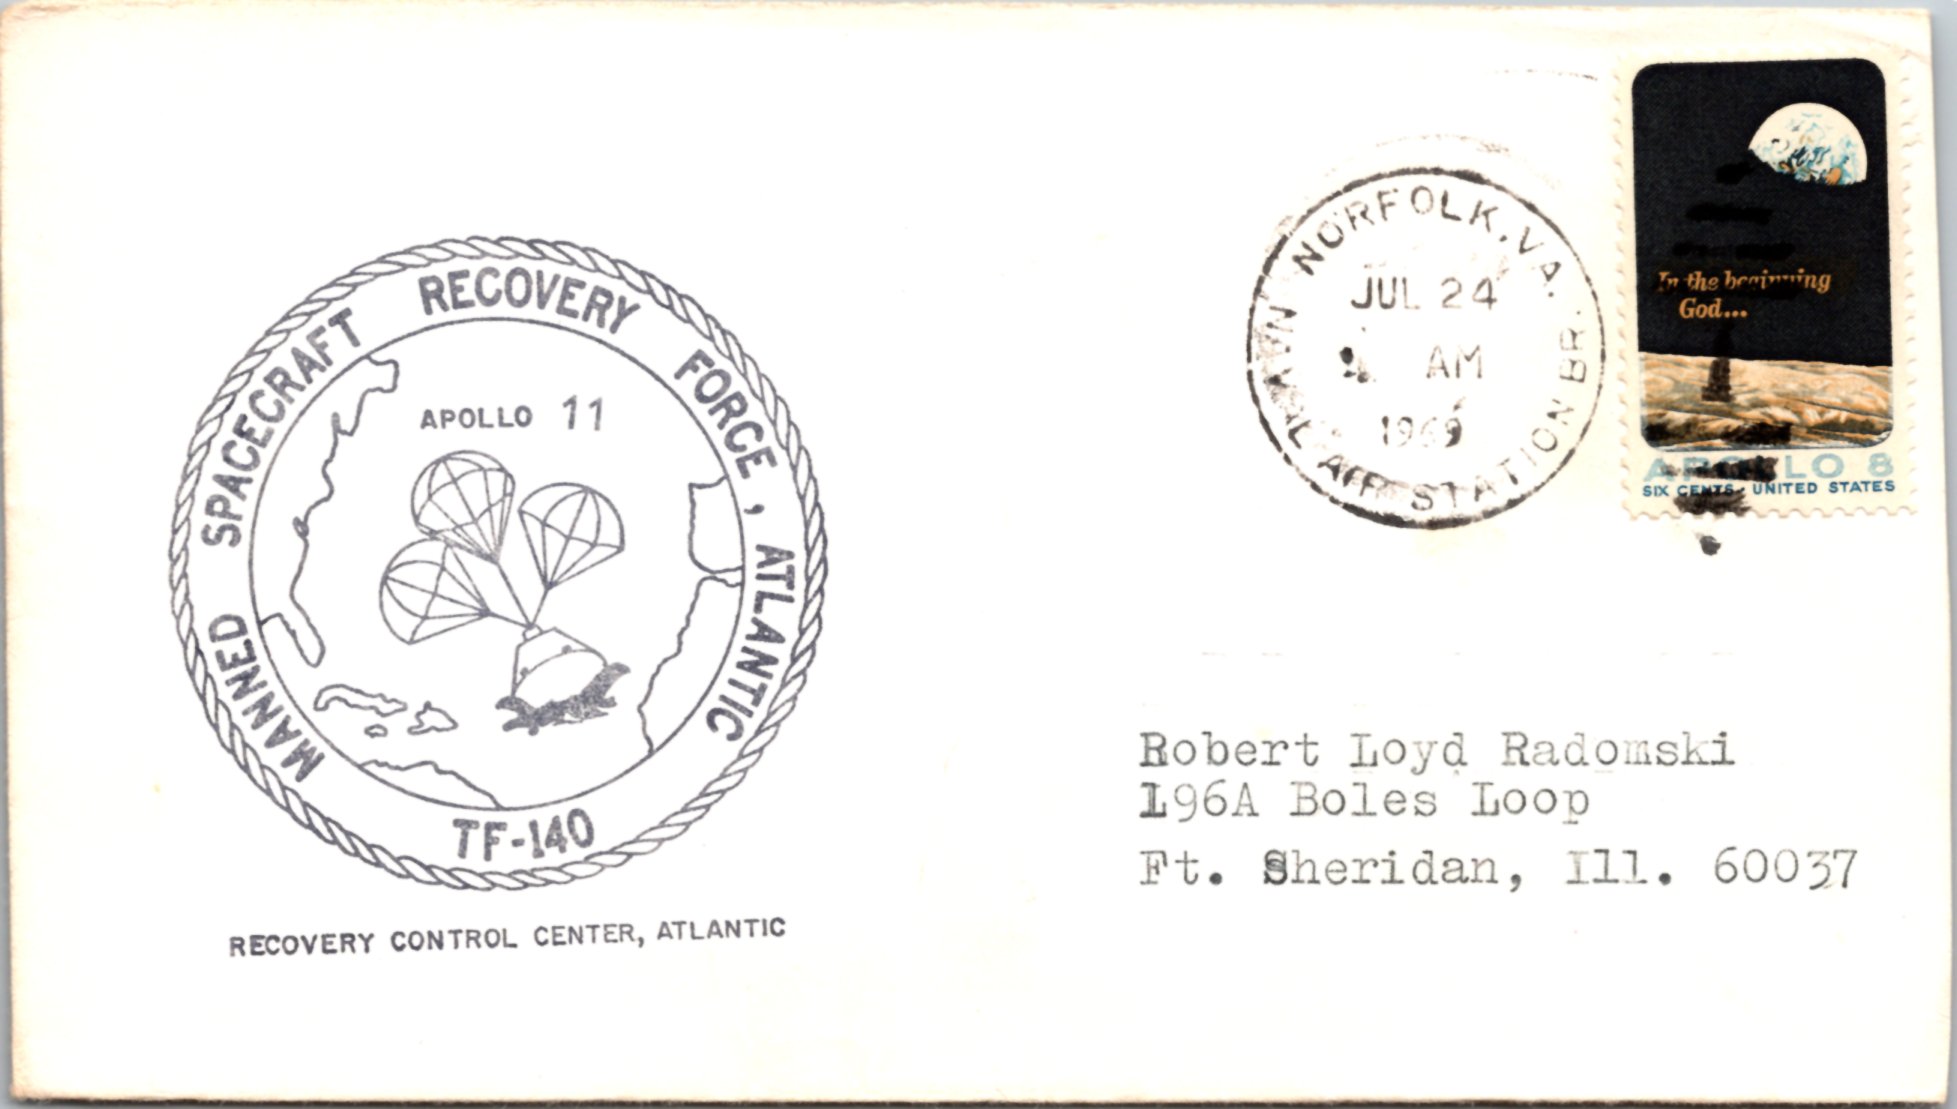 MANNED SPACECRAFT RECOVERY FORCE, ATLANTIC
APOLLO 11
TF-140
RECOVERY CONTROL CENTER, ATLANTIC
NORFOLK, VA.
NAVAL AIR STATION BR.
JUL 24
AM
1969
In the beginning
God...
APOLLO 8
SIX CENTS · UNITED STATES
Robert Loyd Radomski
196A Boles Loop
Ft. Sheridan, Ill. 60037